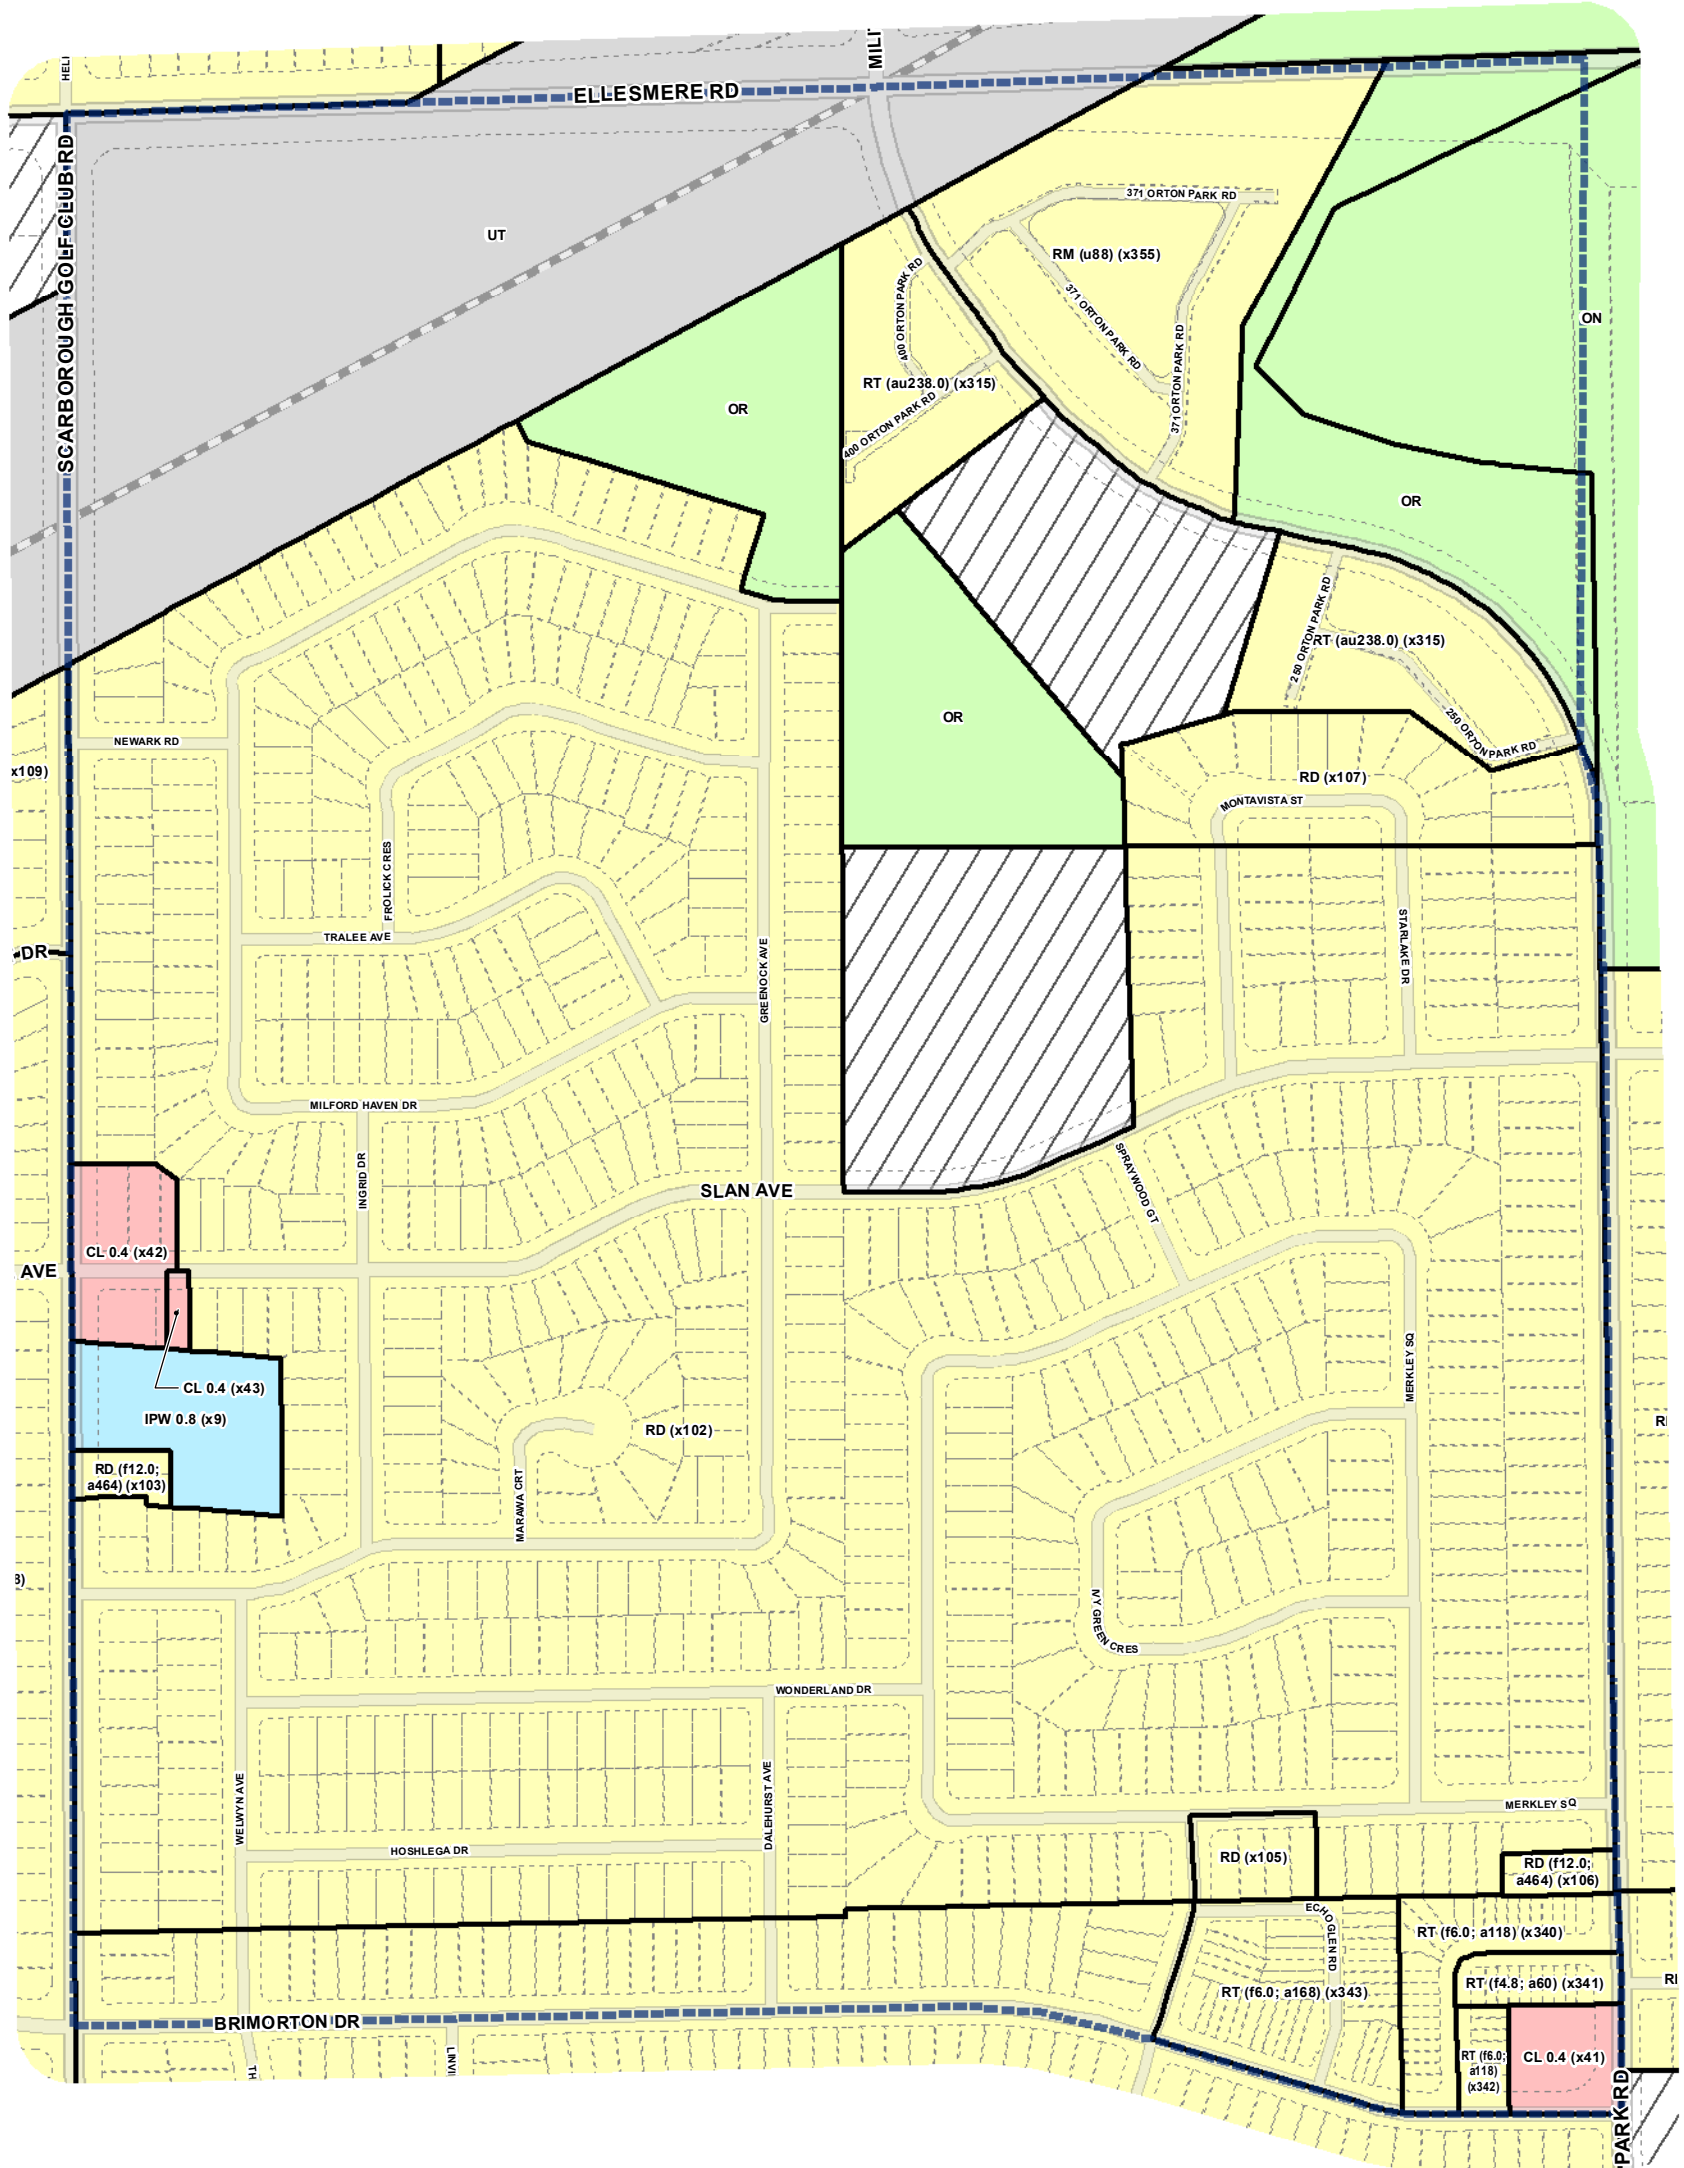 HELI
MILI
ELLESMERE RD
SCARBOROUGH GOLF CLUB RD
UT
371 ORTON PARK RD
RM (u88) (x355)
400 ORTON PARK RD
371 ORTON PARK RD
371 ORTON PARK RD
ON
RT (au238.0) (x315)
400 ORTON PARK RD
OR
OR
250 ORTON PARK RD
RT (au238.0) (x315)
OR
250 ORTON PARK RD
NEWARK RD
x109)
RD (x107)
MONTAVISTA ST
FROLICK CRES
TRALEE AVE
DR
GREENOCK AVE
STARLAKE DR
MILFORD HAVEN DR
INGRID DR
SLAN AVE
SPRAYWOOD GT
CL 0.4 (x42)
AVE
CL 0.4 (x43)
IPW 0.8 (x9)
MERKLEY SQ
RD (x102)
RD (f12.0;
a464) (x103)
MARAWA CRT
IVY GREEN CRES
WONDERLAND DR
WELWYN AVE
DALEHURST AVE
MERKLEY SQ
HOSHLEGA DR
RD (x105)
RD (f12.0;
a464) (x106)
ECHO GLEN RD
RT (f6.0; a118) (x340)
RT (f4.8; a60) (x341)
RT (f6.0; a168) (x343)
BRIMORTON DR
RT (f6.0;
a118)
(x342)
CL 0.4 (x41)
TH
LINVI
PARK RD